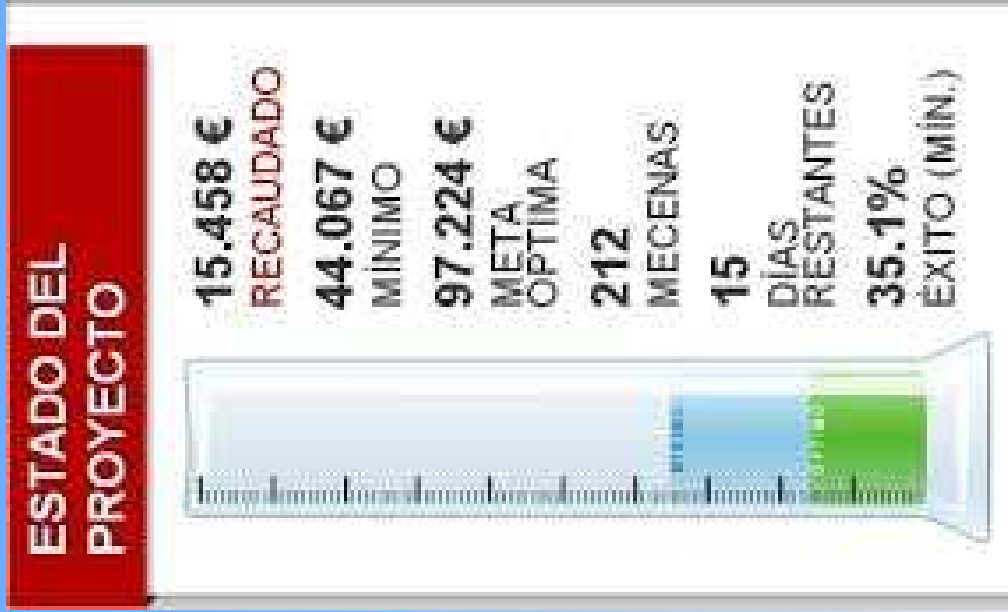 ESTADO DEL
PROYECTO
15.458 €
RECAUDADO
44.067 €
MÍNIMO
97.224 €
META
OPTIMA
212
MECENAS
15
DÍAS
RESTANTES
35.1%
ÉXITO (MÍN.)